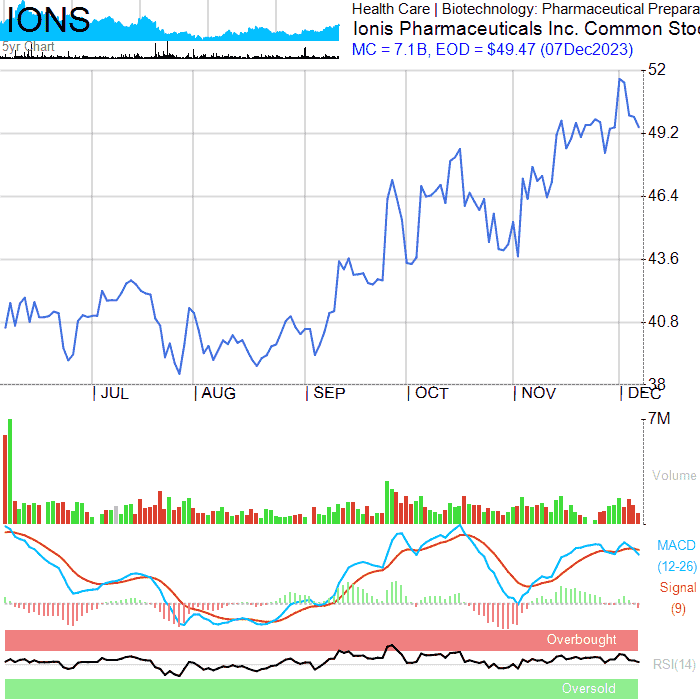 IONS
5yr Chart
Health Care | Biotechnology: Pharmaceutical Prepara
Ionis Pharmaceuticals Inc. Common Stoc
MC = 7.1B, EOD = $49.47 (07Dec2023)
52
49.2
46.4
43.6
40.8
38
JUL AUG SEP OCT NOV DEC
7M
Volume
MACD
(12-26)
Signal
(9)
Overbought
RSI(14)
Oversold